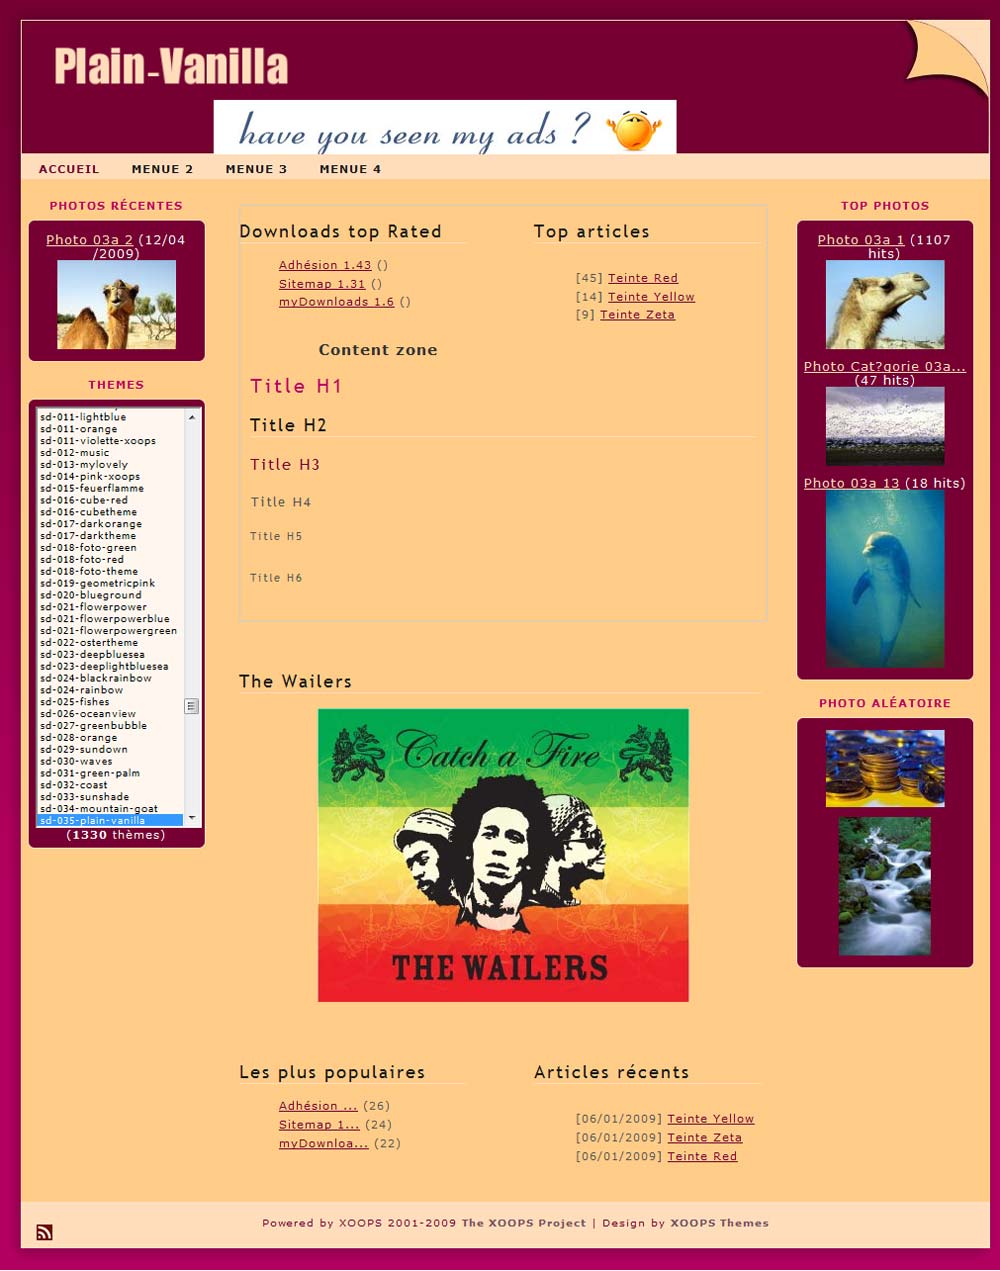 Plain-Vanilla
have you seen my ads ?
ACCUEIL MENUE 2 MENUE 3 MENUE 4
PHOTOS RÉCENTES
Photo 03a 2 (12/04
/2009)
THEMES
sd-011-lightblue
sd-011-orange
sd-011-violette-xoops
sd-012-music
sd-013-mylovely
sd-014-pink-xoops
sd-015-feuerflamme
sd-016-cube-red
sd-016-cubetheme
sd-017-darkorange
sd-017-darktheme
sd-018-foto-green
sd-018-foto-red
sd-018-foto-theme
sd-019-geometricpink
sd-020-blueground
sd-021-flowerpower
sd-021-flowerpowerblue
sd-021-flowerpowergreen
sd-022-ostertheme
sd-023-deepbluesea
sd-023-deeplightbluesea
sd-024-blackrainbow
sd-024-rainbow
sd-025-fishes
sd-026-oceanview
sd-027-greenbubble
sd-028-orange
sd-029-sundown
sd-030-waves
sd-031-green-palm
sd-032-coast
sd-033-sunshade
sd-034-mountain-goat
sd-035-plain-vanilla
(1330 thèmes)
Downloads top Rated
Adhésion 1.43 ()
Sitemap 1.31 ()
myDownloads 1.6 ()
Top articles
[45] Teinte Red
[14] Teinte Yellow
[9] Teinte Zeta
Content zone
Title H1
Title H2
Title H3
Title H4
Title H5
Title H6
The Wailers
Catch a Fire
THE WAILERS
Les plus populaires
Adhésion ... (26)
Sitemap 1... (24)
myDownloa... (22)
Articles récents
[06/01/2009] Teinte Yellow
[06/01/2009] Teinte Zeta
[06/01/2009] Teinte Red
TOP PHOTOS
Photo 03a 1 (1107
hits)
Photo Cat?gorie 03a...
(47 hits)
Photo 03a 13 (18 hits)
PHOTO ALÉATOIRE
Powered by XOOPS 2001-2009 The XOOPS Project | Design by XOOPS Themes